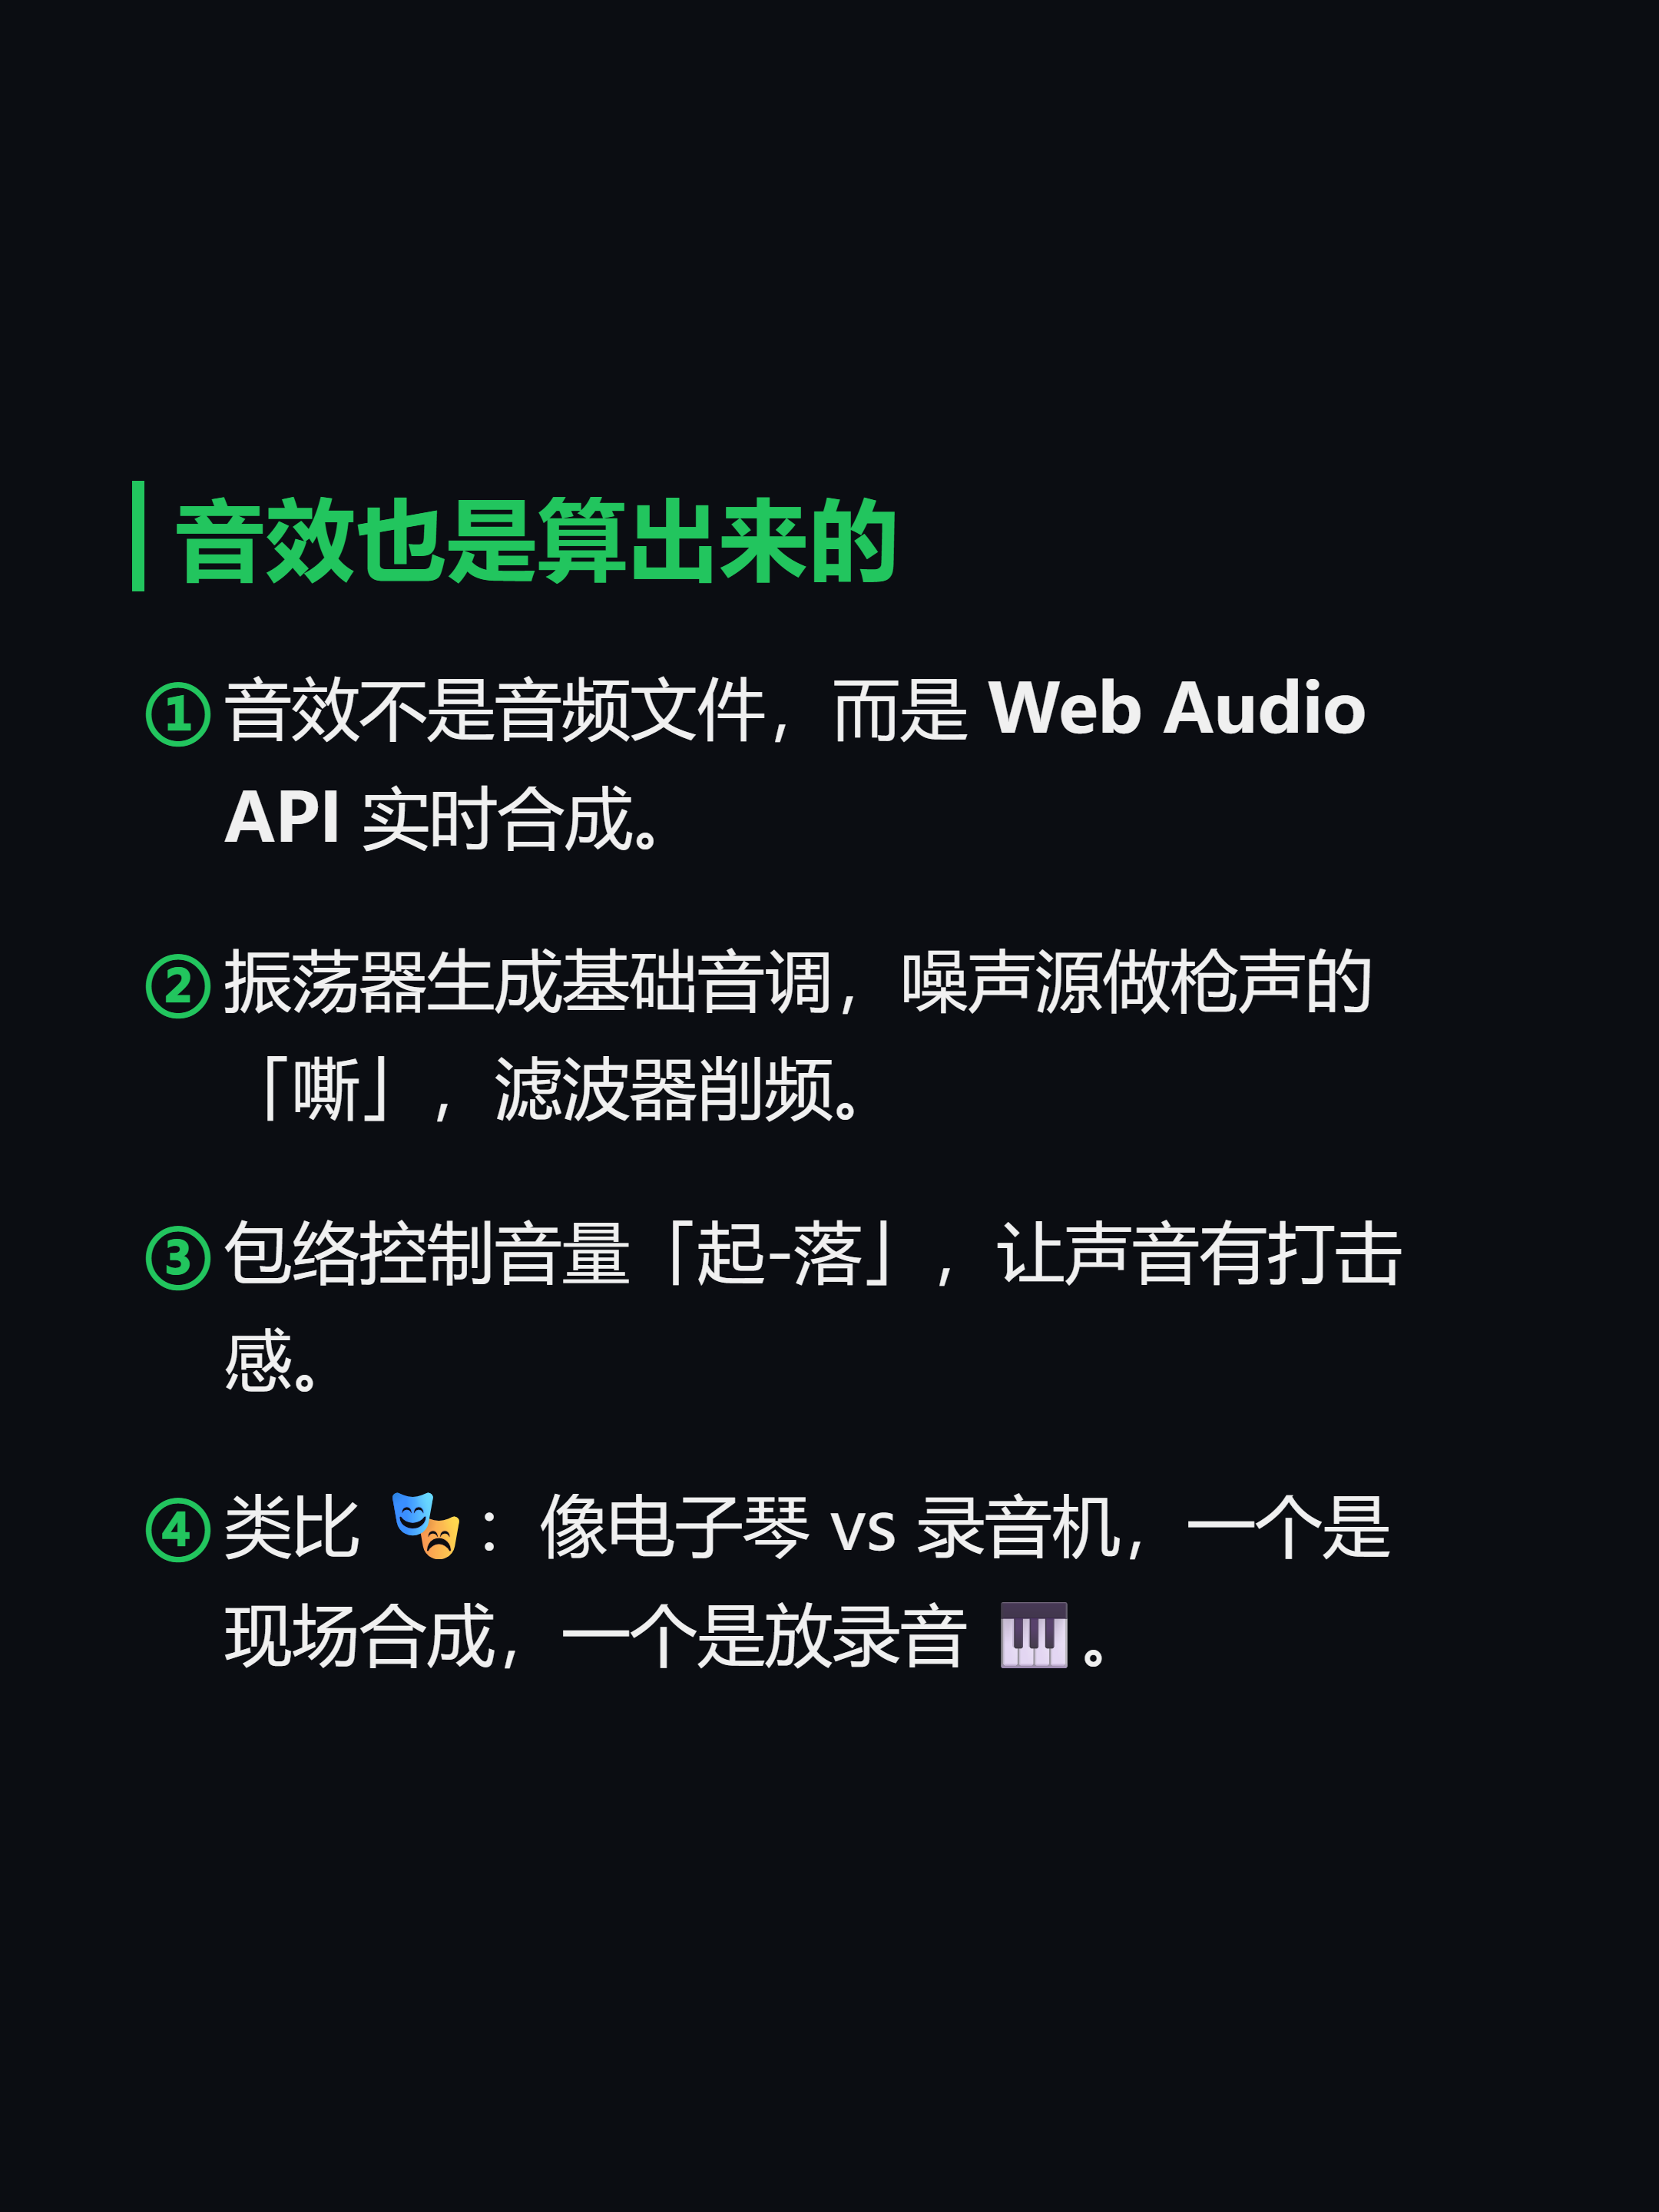 音效也是算出来的
① 音效不是音频文件，而是 Web Audio
API 实时合成。
② 振荡器生成基础音调，噪声源做枪声的
「嘶」，滤波器削频。
③ 包络控制音量「起-落」，让声音有打击
感。
④ 类比 🎭：像电子琴 vs 录音机，一个是
现场合成，一个是放录音 🎹。